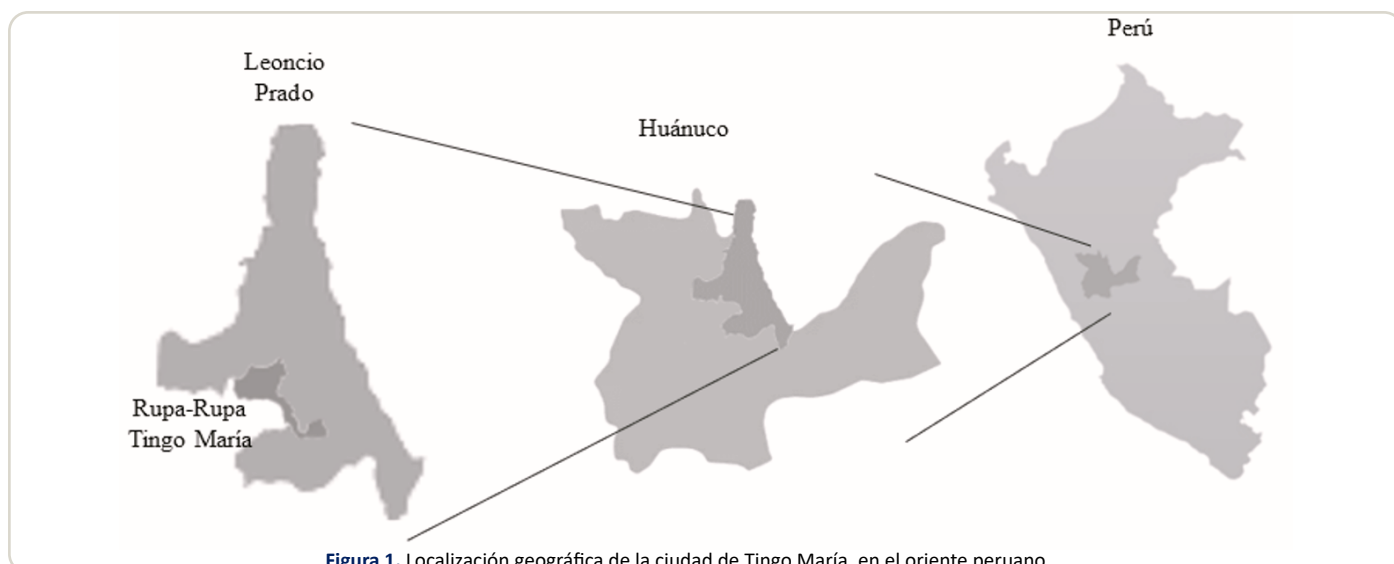 Perú
Leoncio
Prado
Huánuco
Rupa-Rupa
Tingo María
Figura 1. Localización geográfica de la ciudad de Tingo María, en el oriente peruano